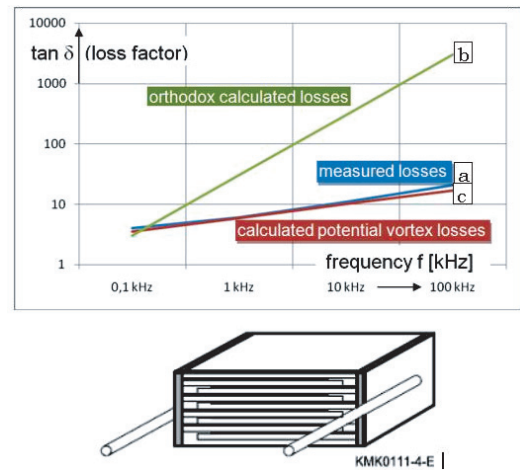 10000
tan δ (loss factor)
b
1000
orthodox calculated losses
100
measured losses
a
c
10
calculated potential vortex losses
1
frequency f [kHz]
0,1 kHz
1 kHz
10 kHz
100 kHz
KMK0111-4-E